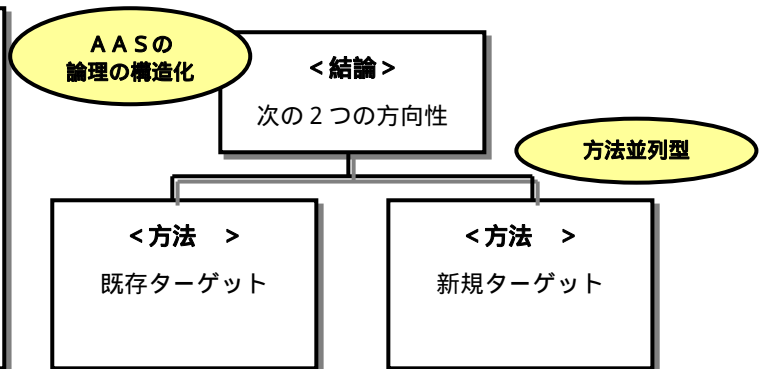 ＡＡＳの
論理の構造化
＜結論＞
次の２つの方向性
方法並列型
＜方法　＞
既存ターゲット
＜方法　＞
新規ターゲット